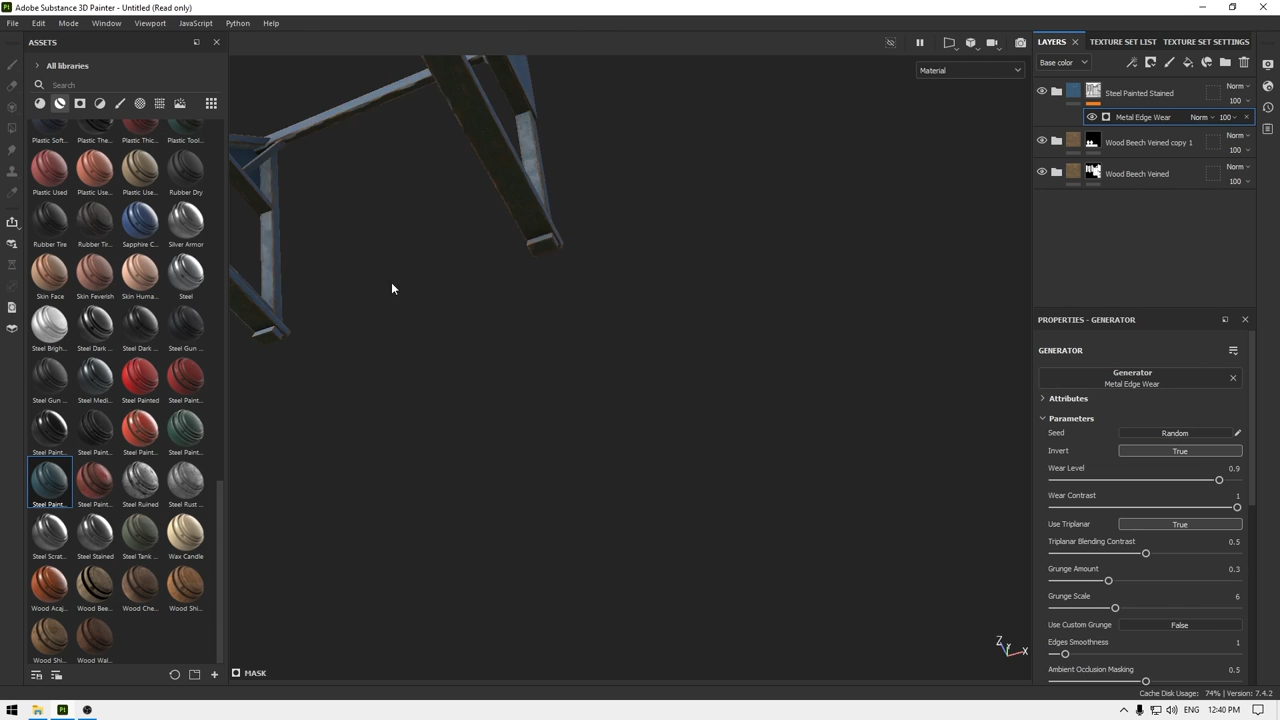 Adobe Substance 3D Painter - Untitled (Read only)
File Edit Mode Window Viewport JavaScript Python Help
ASSETS
All libraries
Search
Plastic Soft... Plastic The... Plastic Thic... Plastic Tool...
Plastic Used Plastic Use... Plastic Use... Rubber Dry
Rubber Tire Rubber Tir... Sapphire C... Silver Armor
Skin Face Skin Feverish Skin Huma... Steel
Steel Brigh... Steel Dark ... Steel Dark ... Steel Gun ...
Steel Gun ... Steel Medi... Steel Painted Steel Paint...
Steel Paint... Steel Paint... Steel Paint... Steel Paint...
Steel Paint... Steel Paint... Steel Ruined Steel Rust ...
Steel Scrat... Steel Stained Steel Tank ... Wax Candle
Wood Acaj... Wood Bee... Wood Che... Wood Shi...
Wood Shi... Wood Wal...
Material
Z Y X
MASK
LAYERS TEXTURE SET LIST TEXTURE SET SETTINGS
Base color
Steel Painted Stained Norm 100
Metal Edge Wear Norm 100
Wood Beech Veined copy 1 Norm 100
Wood Beech Veined Norm 100
PROPERTIES - GENERATOR
GENERATOR
Generator
Metal Edge Wear
Attributes
Parameters
Seed Random
Invert True
Wear Level 0.9
Wear Contrast 1
Use Triplanar True
Triplanar Blending Contrast 0.5
Grunge Amount 0.3
Grunge Scale 6
Use Custom Grunge False
Edges Smoothness 1
Ambient Occlusion Masking 0.5
Cache Disk Usage: 74% | Version: 7.4.2
Pt ENG 12:40 PM